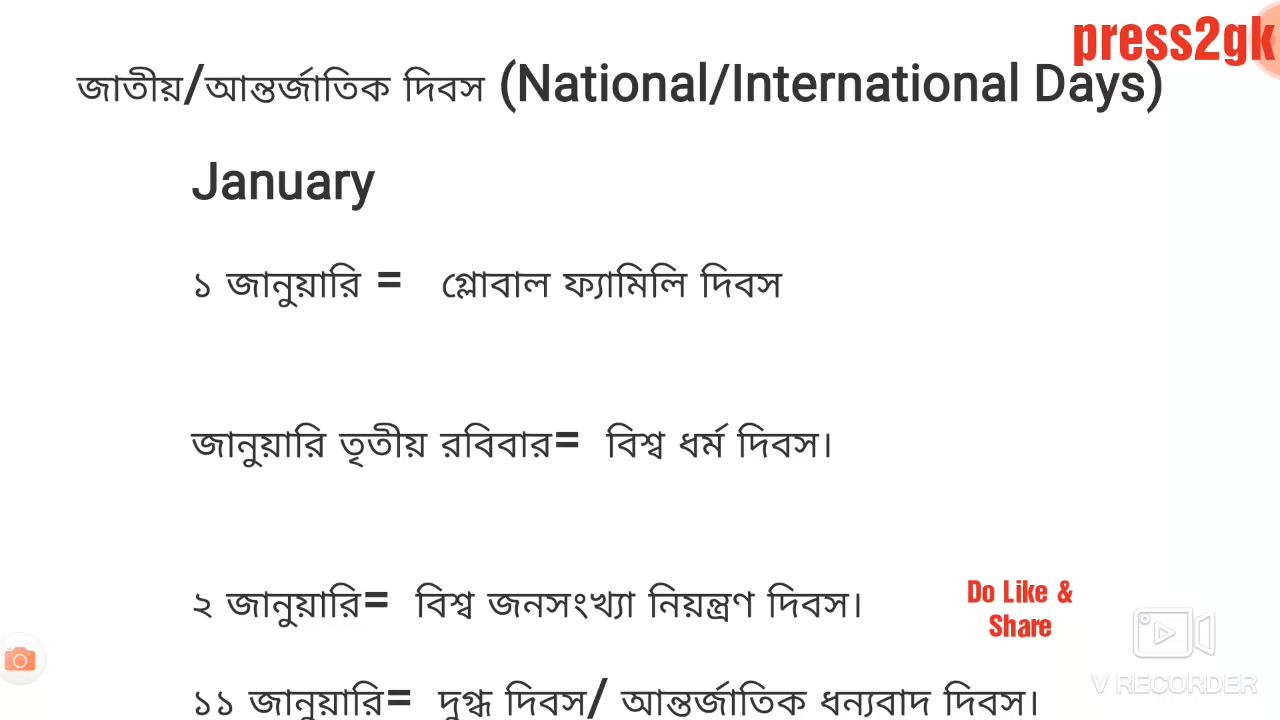 press2gk
জাতীয়/আন্তর্জাতিক দিবস (National/International Days)
January
১ জানুয়ারি = গ্লোবাল ফ্যামিলি দিবস
জানুয়ারি তৃতীয় রবিবার= বিশ্ব ধর্ম দিবস।
২ জানুয়ারি= বিশ্ব জনসংখ্যা নিয়ন্ত্রণ দিবস।
Do Like &
Share
V RECORDER
১১ জানুয়ারি= দুগ্ধ দিবস/ আন্তর্জাতিক ধন্যবাদ দিবস।